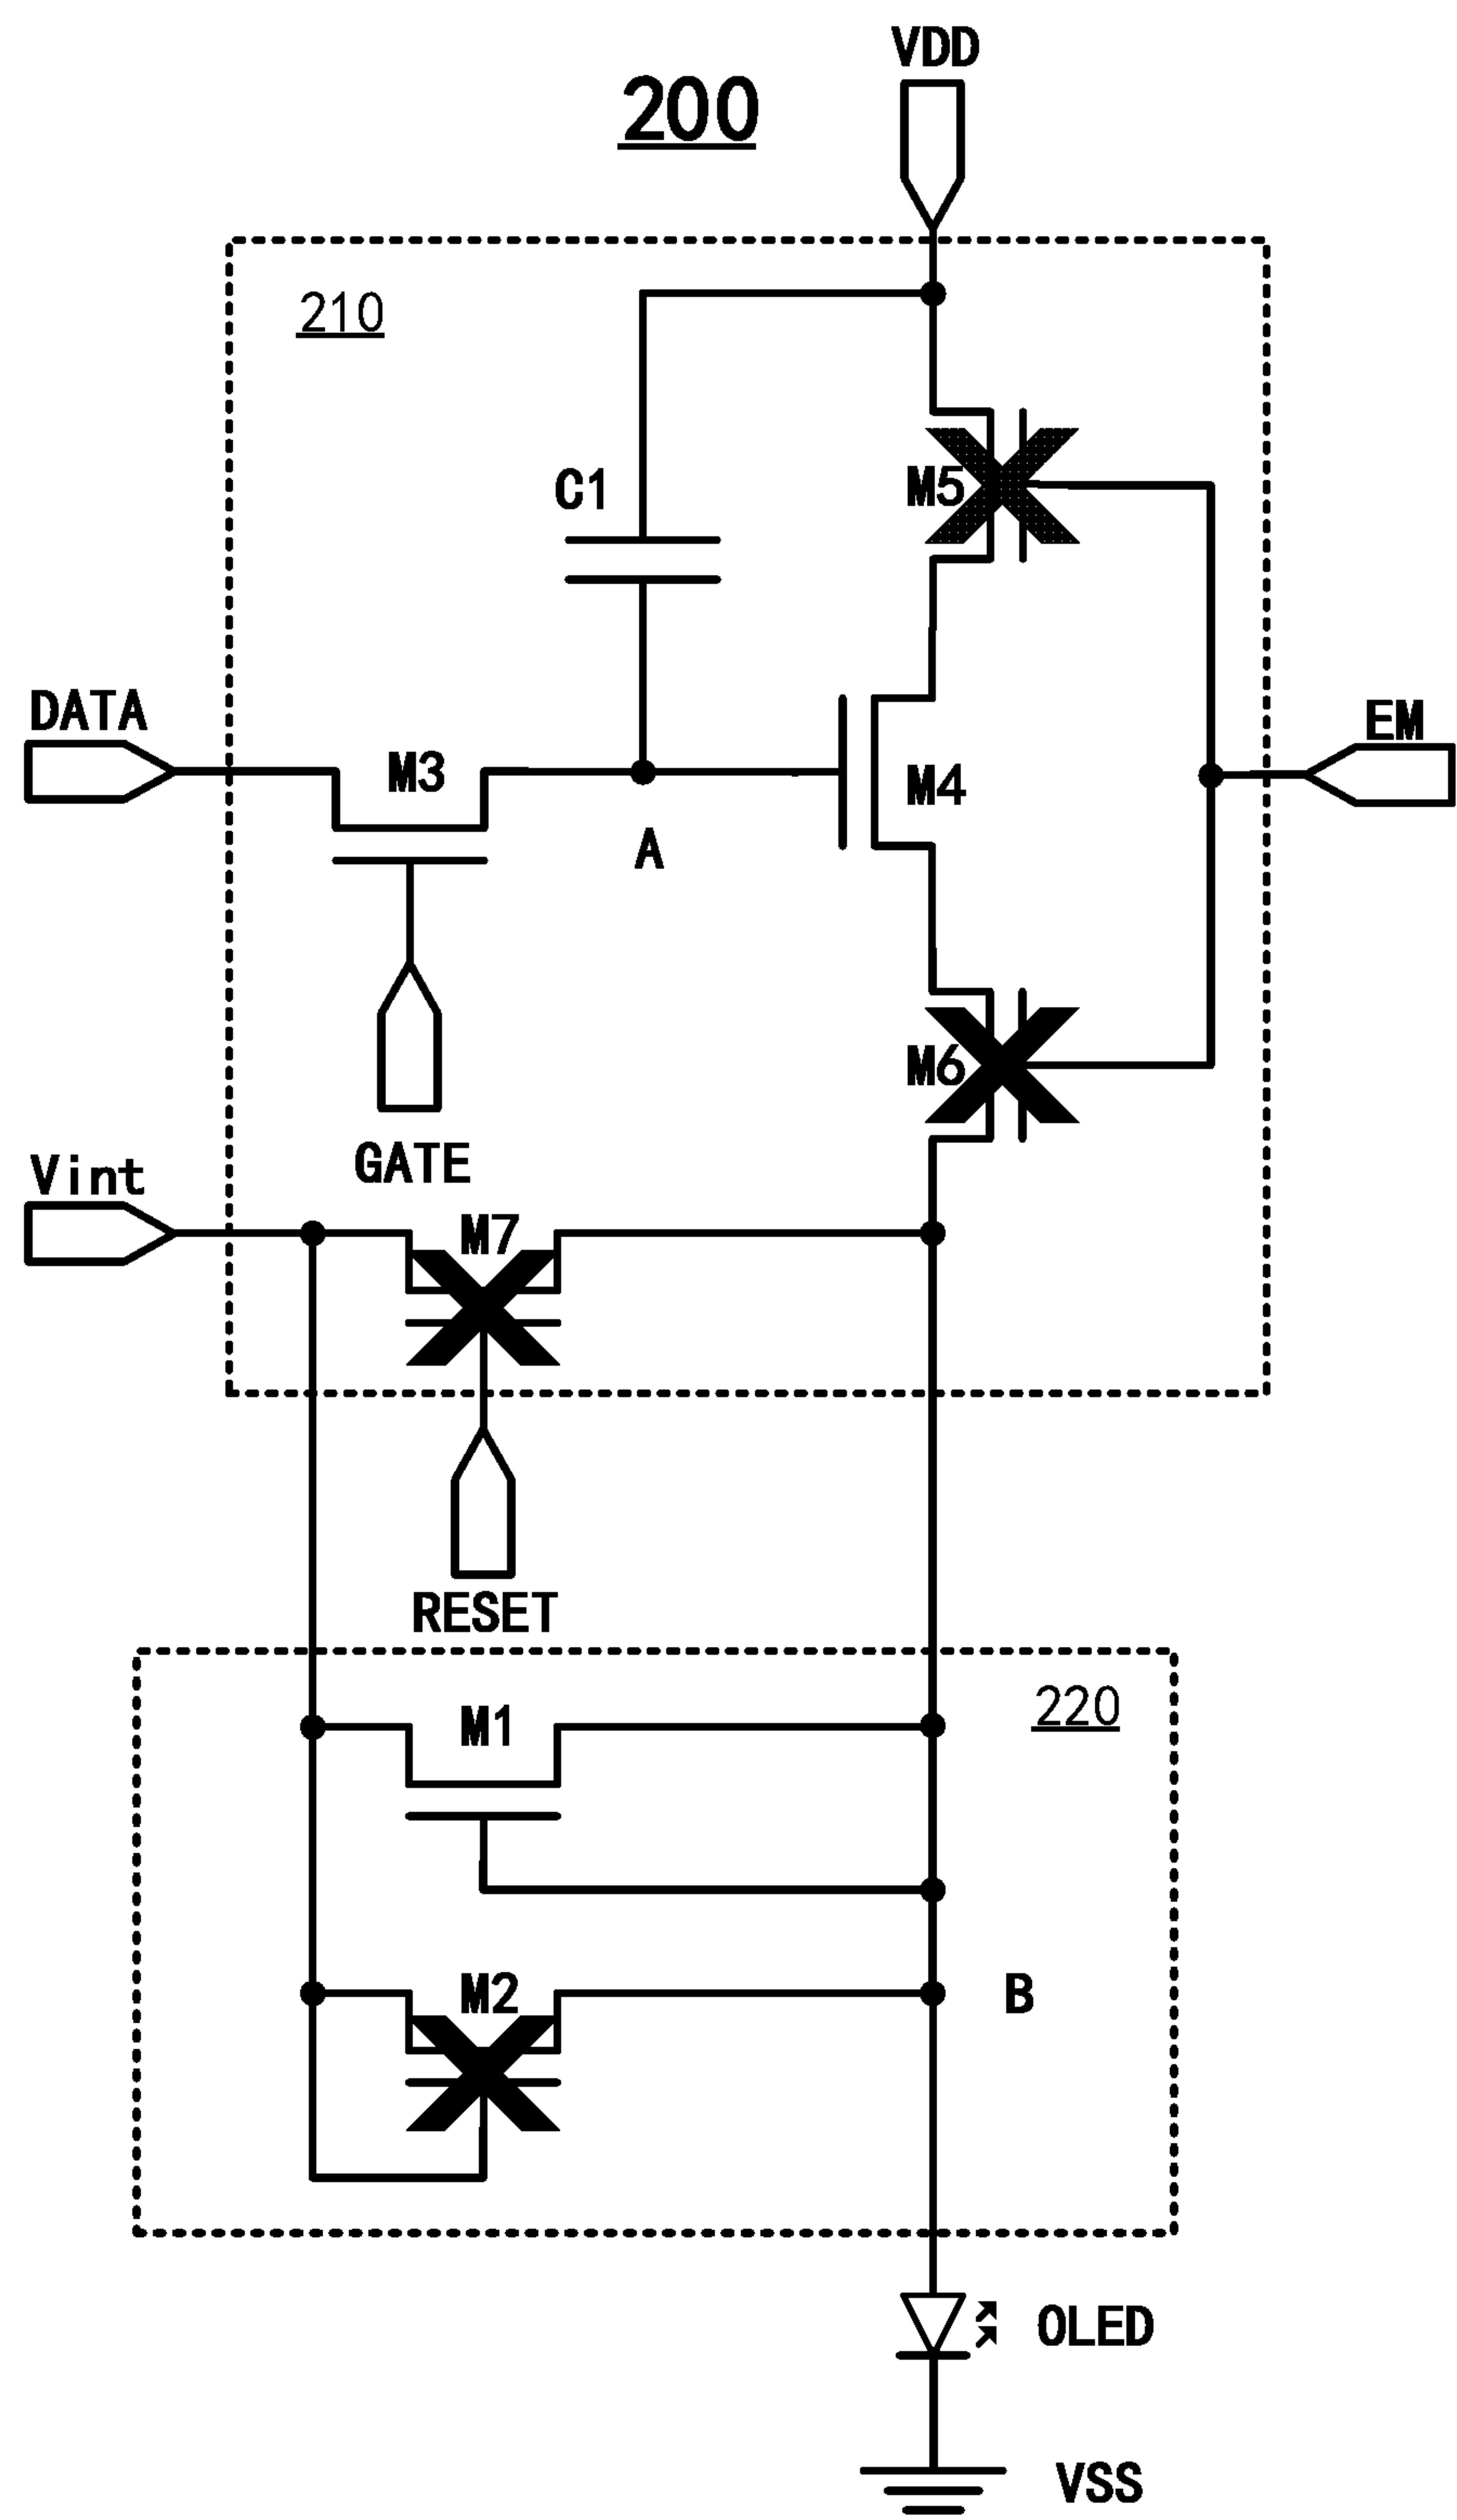 VDD
200
210
C1
M5
DATA
EM
M3
M4
A
M6
GATE
Vint
M7
RESET
220
M1
M2
B
OLED
VSS